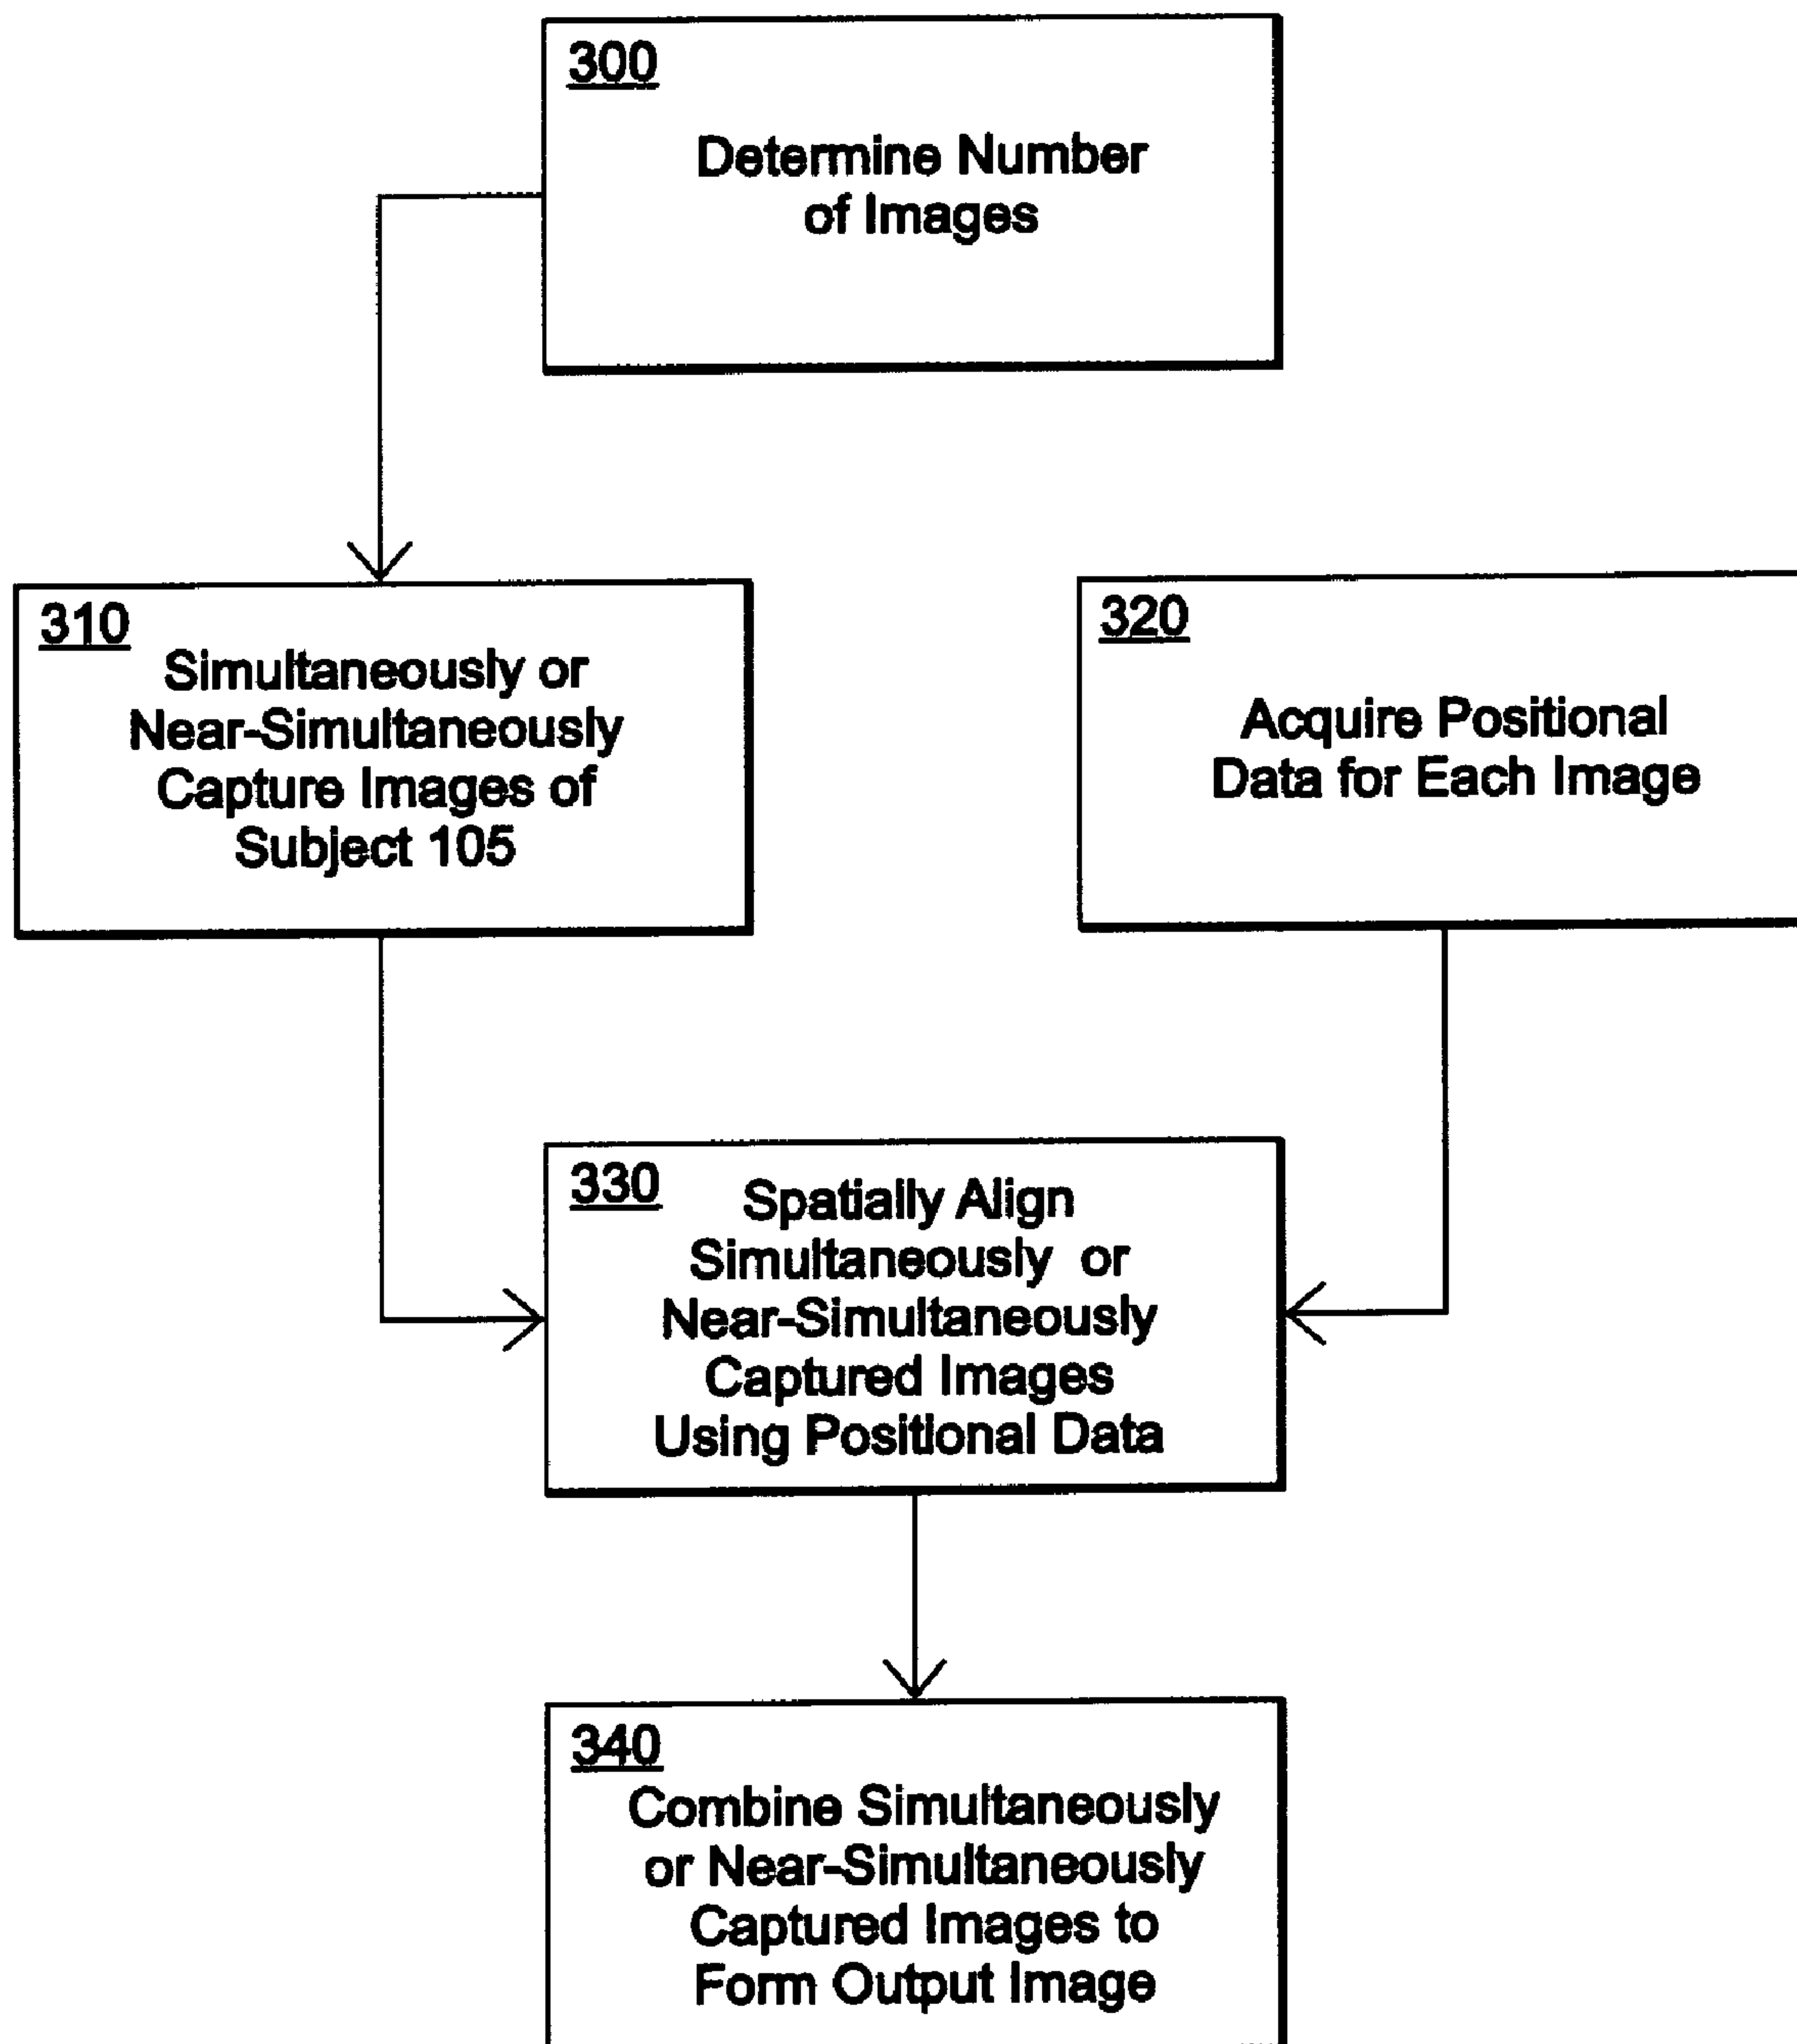 300
Determine Number
of Images
310
Simultaneously or
Near-Simultaneously
Capture Images of
Subject 105
320
Acquire Positional
Data for Each Image
330
Spatially Align
Simultaneously or
Near-Simultaneously
Captured Images
Using Positional Data
340
Combine Simultaneously
or Near-Simultaneously
Captured Images to
Form Output Image